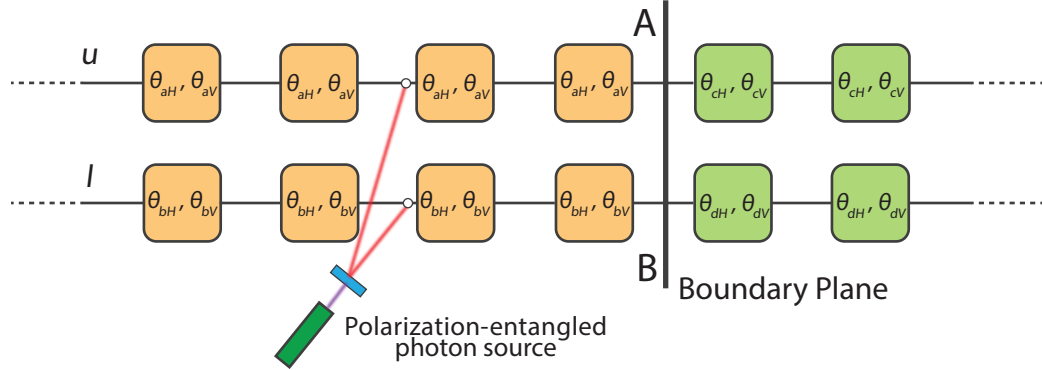 A
u
θaH, θaV
θaH, θaV
θaH, θaV
θaH, θaV
θcH, θcV
θcH, θcV
l
θbH, θbV
θbH, θbV
θbH, θbV
θbH, θbV
θdH, θdV
θdH, θdV
B
Boundary Plane
Polarization-entangled
photon source